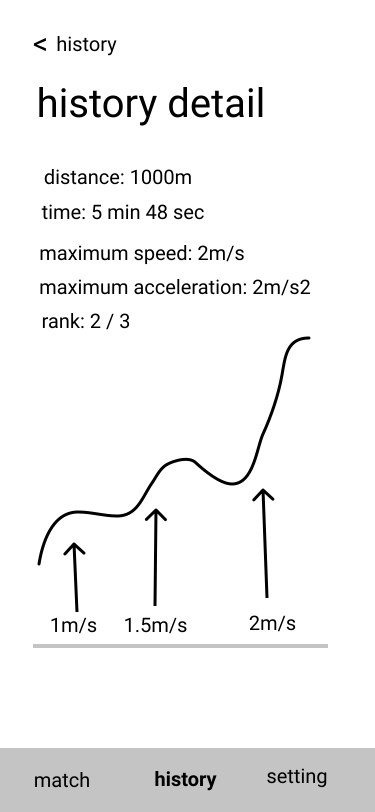 < history
history detail
distance: 1000m
time: 5 min 48 sec
maximum speed: 2m/s
maximum acceleration: 2m/s2
rank: 2 / 3
1m/s 1.5m/s 2m/s
match history setting